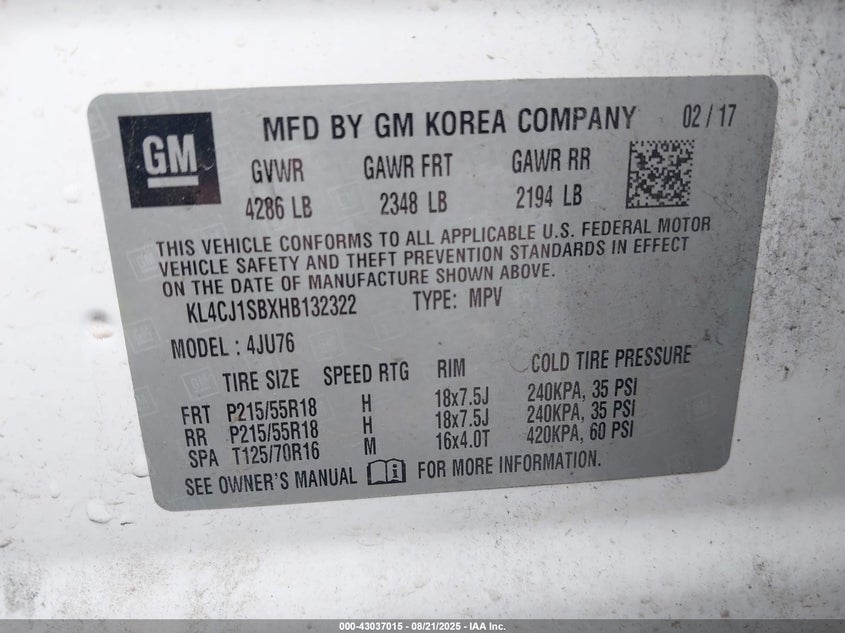 GM
MFD BY GM KOREA COMPANY 02 / 17
GVWR GAWR FRT GAWR RR
4286 LB 2348 LB 2194 LB
THIS VEHICLE CONFORMS TO ALL APPLICABLE U.S. FEDERAL MOTOR
VEHICLE SAFETY AND THEFT PREVENTION STANDARDS IN EFFECT
ON THE DATE OF MANUFACTURE SHOWN ABOVE.
KL4CJ1SBXHB132322 TYPE: MPV
MODEL : 4JU76
TIRE SIZE SPEED RTG RIM COLD TIRE PRESSURE
FRT P215/55R18 H 18x7.5J 240KPA, 35 PSI
RR P215/55R18 H 18x7.5J 240KPA, 35 PSI
SPA T125/70R16 M 16x4.0T 420KPA, 60 PSI
SEE OWNER'S MANUAL i FOR MORE INFORMATION.
000-43037015 - 08/21/2025 - IAA Inc.